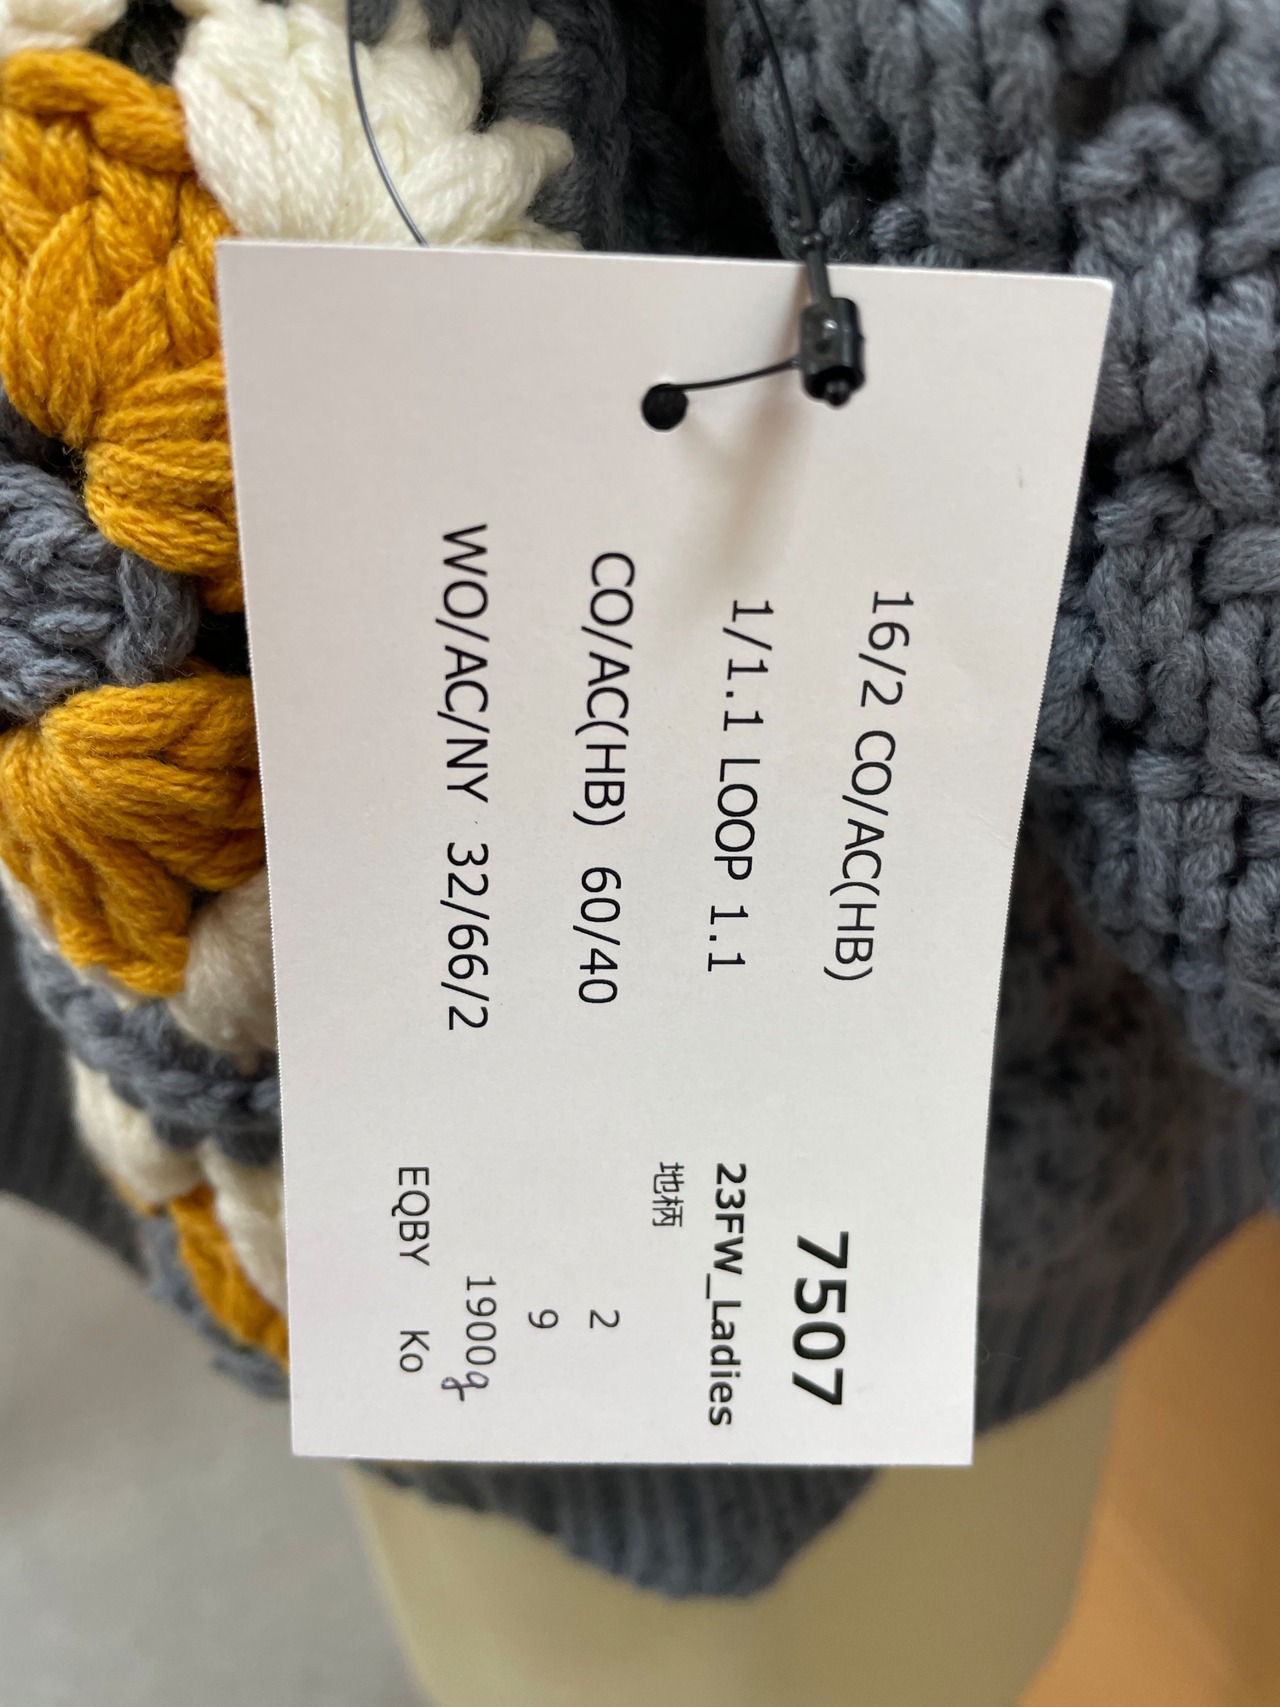 16/2 CO/AC(HB)
1/1.1 LOOP 1.1
CO/AC(HB) 60/40
WO/AC/NY 32/66/2
7507
23FW_Ladies
地柄
2
9
1900g
EQBY Ko